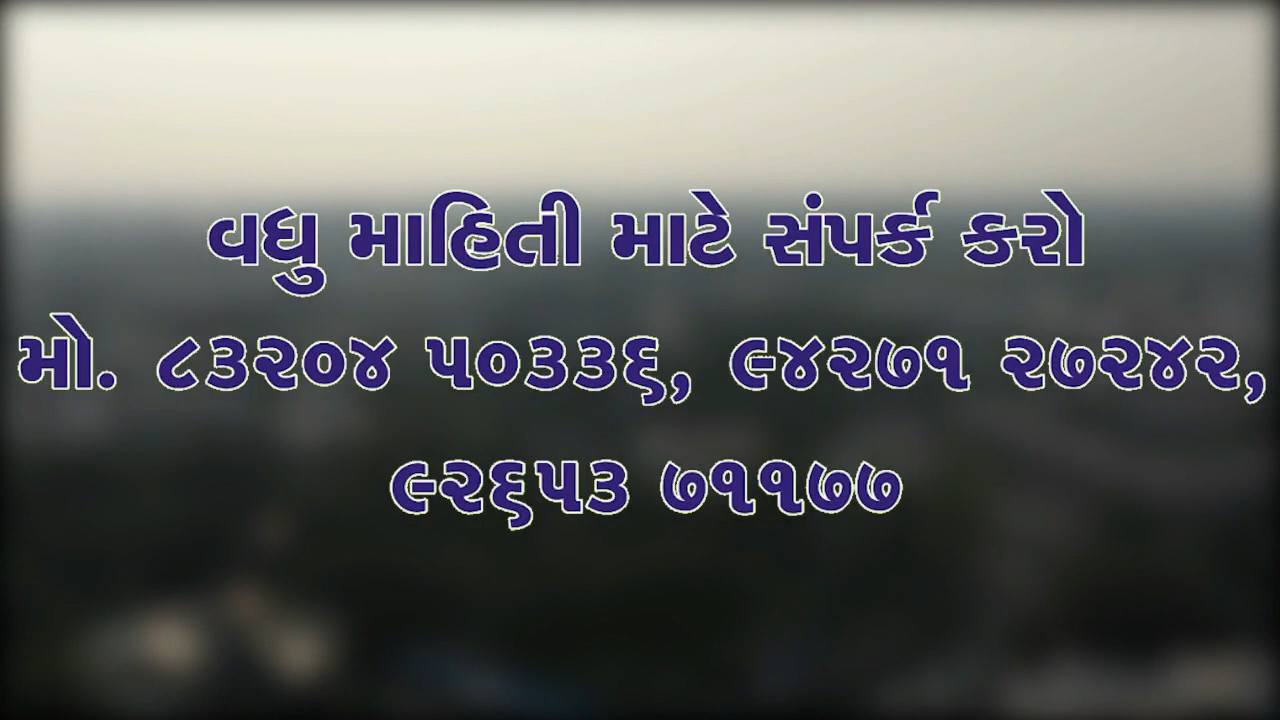 વધુ માહિતી માટે સંપર્ક કરો
મો. ૮૩૨૦૪ ૫૦૩૩૬, ૯૪૨૭૧ ૨૭૨૪૨,
૯૨૬૫૩ ૭૧૧૭૭